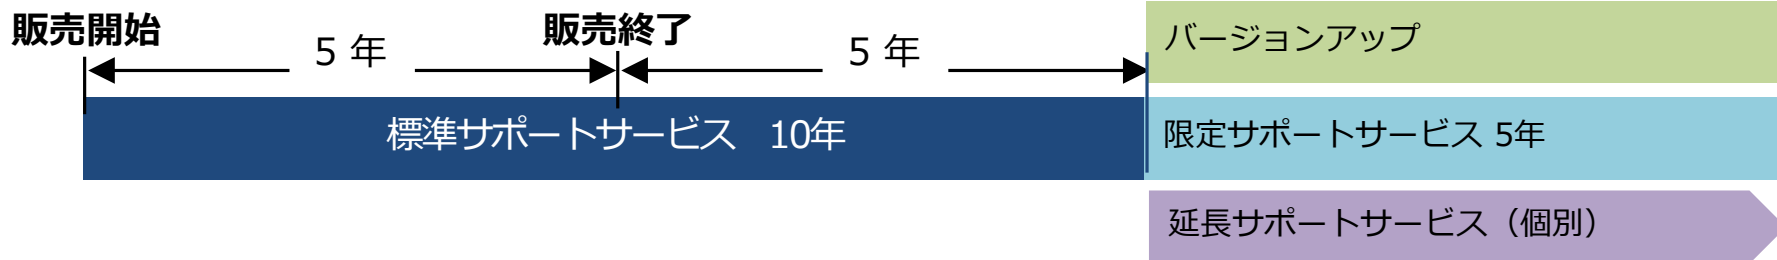 販売開始
5 年
販売終了
5 年
バージョンアップ
標準サポートサービス　10年
限定サポートサービス 5年
延長サポートサービス（個別）